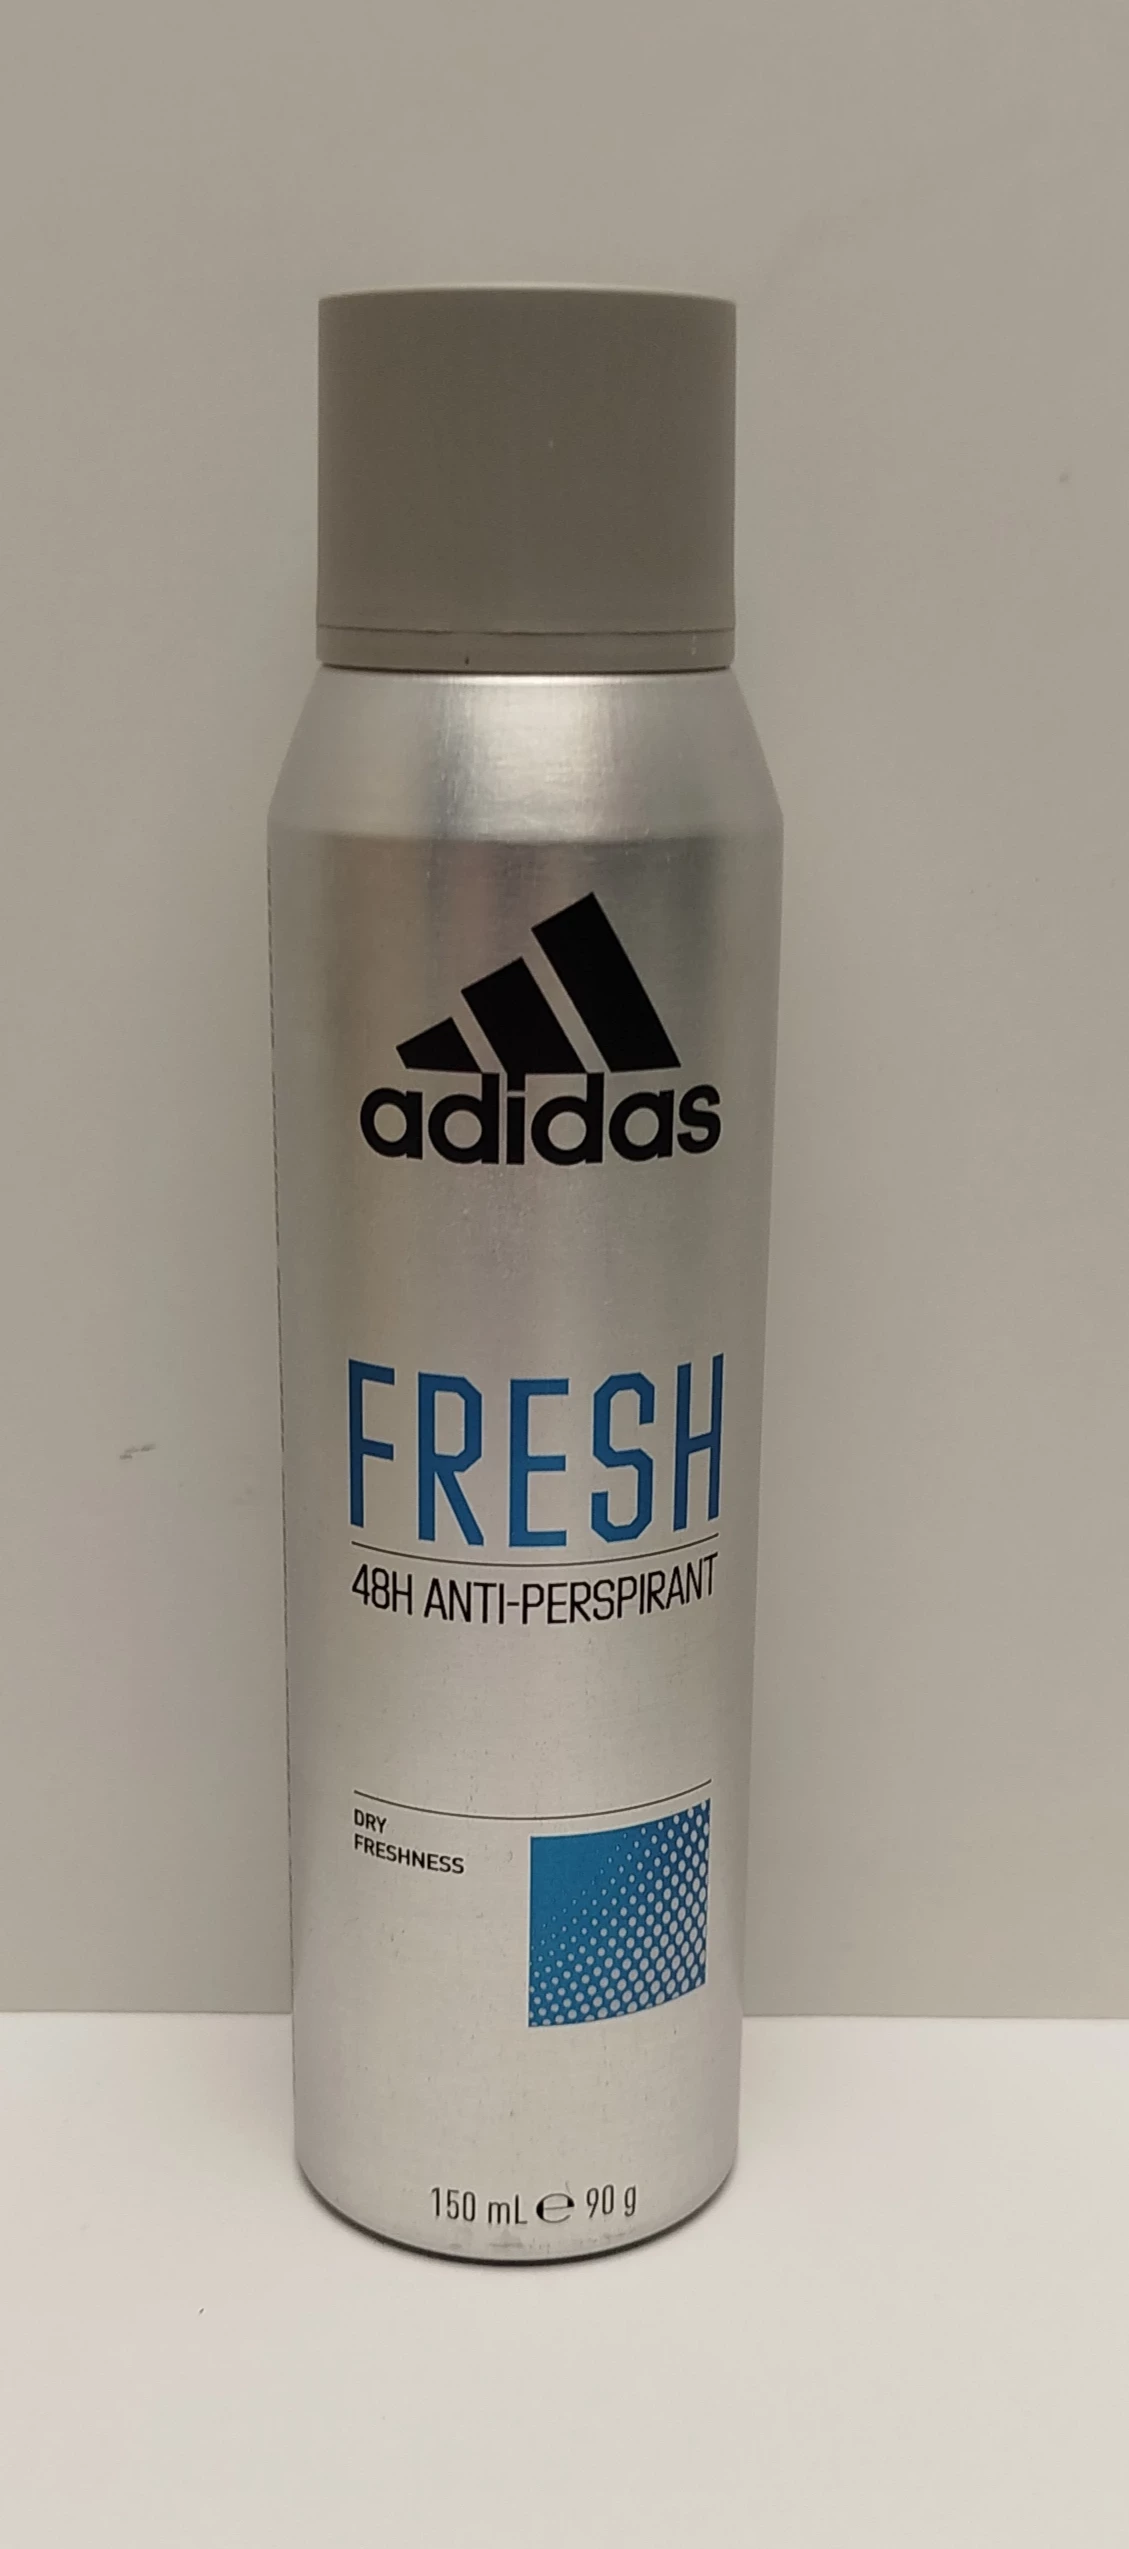 adidas
FRESH
48H ANTI-PERSPIRANT
DRY
FRESHNESS
150 mL ℮ 90 g